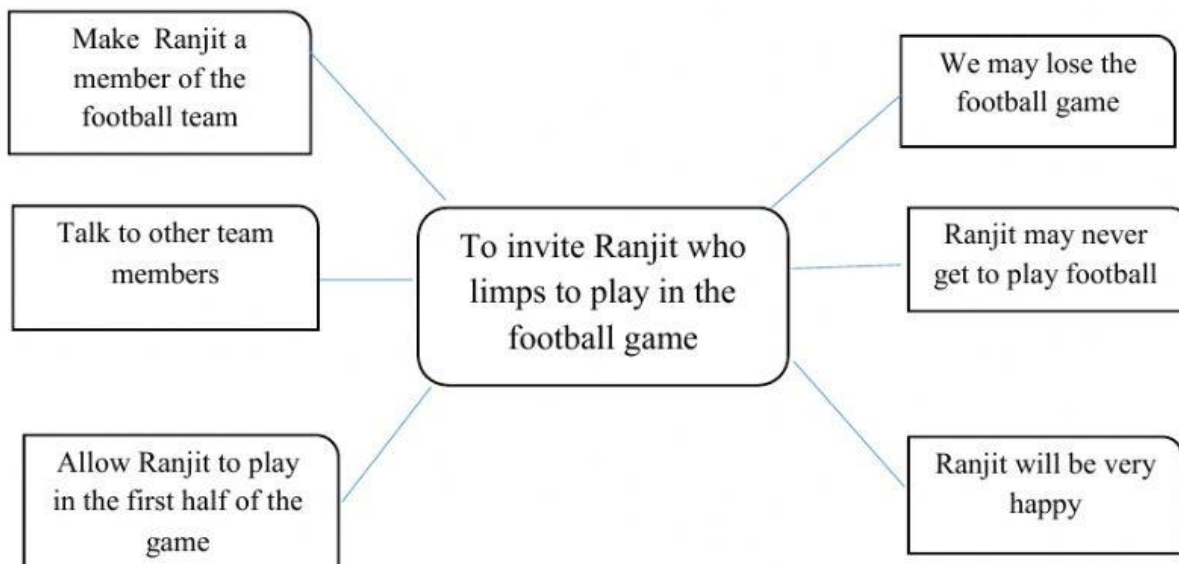 Make Ranjit a
member of the
football team
Talk to other team
members
Allow Ranjit to play
in the first half of the
game
To invite Ranjit who
limps to play in the
football game
We may lose the
football game
Ranjit may never
get to play football
Ranjit will be very
happy